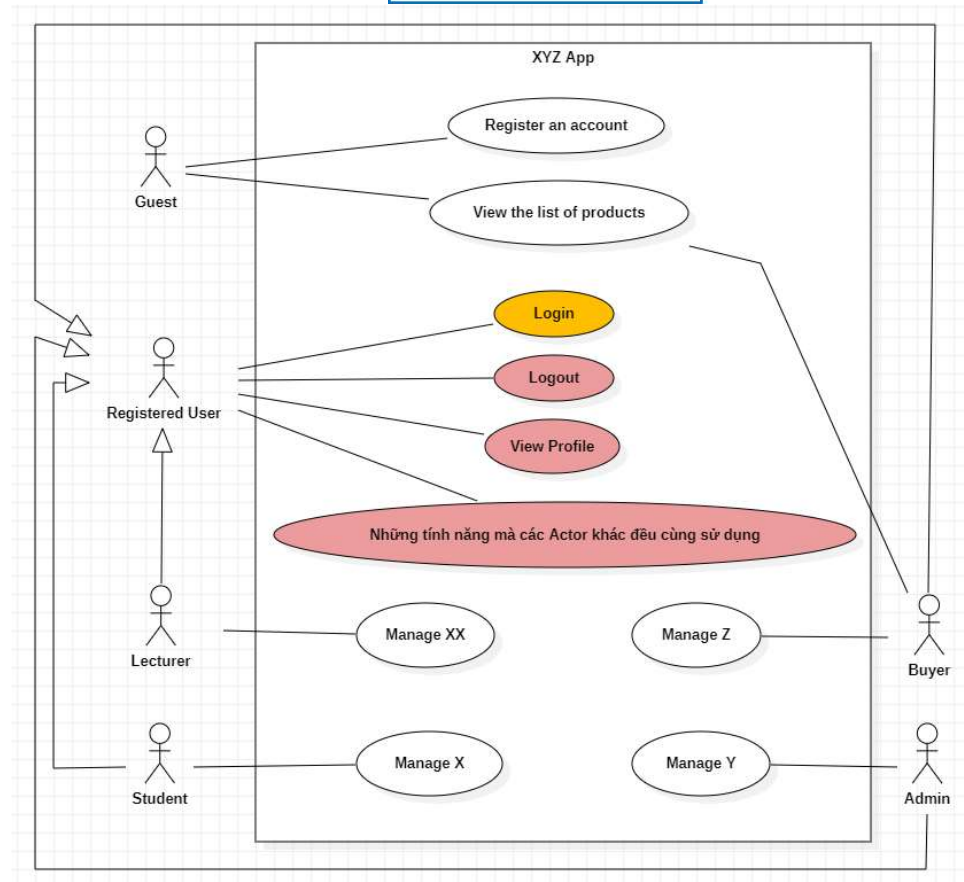 XYZ App
Register an account
Guest
View the list of products
Login
Logout
Registered User
View Profile
Những tính năng mà các Actor khác đều cùng sử dụng
Manage XX
Manage Z
Lecturer
Buyer
Manage X
Manage Y
Student
Admin